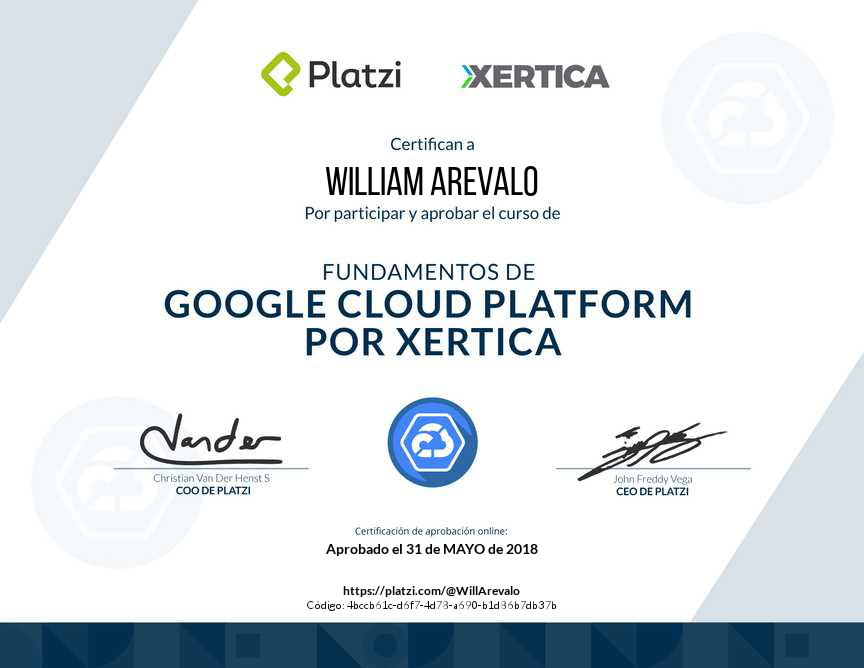 Platzi XERTICA
Certifican a
WILLIAM AREVALO
Por participar y aprobar el curso de
FUNDAMENTOS DE
GOOGLE CLOUD PLATFORM
POR XERTICA
Christian Van Der Henst S
COO DE PLATZI
John Freddy Vega
CEO DE PLATZI
Certificación de aprobación online:
Aprobado el 31 de MAYO de 2018
https://platzi.com/@WillArevalo
Código: 4bccb61c-d6f7-4d78-a690-b1d86b7db37b